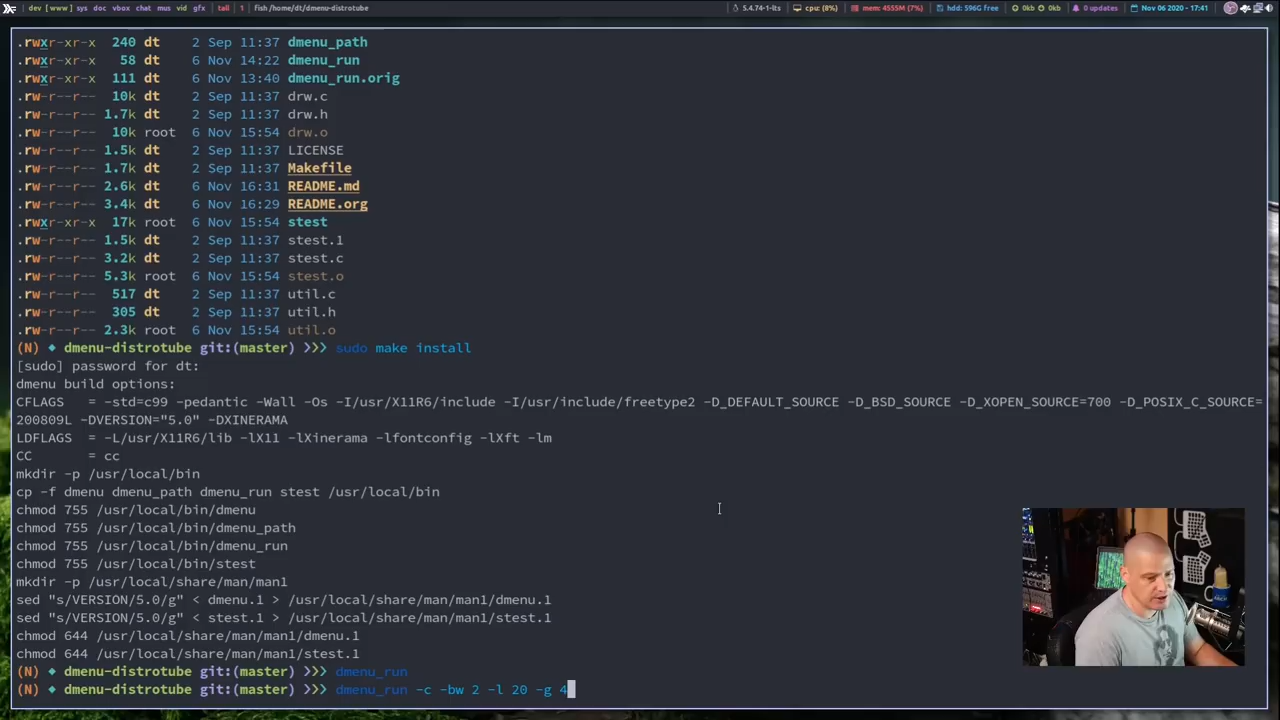 dev [ www ] sys doc vbox chat mus vid gfx | tall | 1 | fish /home/dt/dmenu-distrotube 5.4.74-1-lts cpu: (8%) mem: 4555M (7%) hdd: 596G free 0kb 0kb 0 updates Nov 06 2020 - 17:41
.rwxr-xr-x 240 dt 2 Sep 11:37 dmenu_path
.rwxr-xr-x 58 dt 6 Nov 14:22 dmenu_run
.rwxr-xr-x 111 dt 6 Nov 13:40 dmenu_run.orig
.rw-r--r-- 10k dt 2 Sep 11:37 drw.c
.rw-r--r-- 1.7k dt 2 Sep 11:37 drw.h
.rw-r--r-- 10k root 6 Nov 15:54 drw.o
.rw-r--r-- 1.5k dt 2 Sep 11:37 LICENSE
.rw-r--r-- 1.7k dt 2 Sep 11:37 Makefile
.rw-r--r-- 2.6k dt 6 Nov 16:31 README.md
.rw-r--r-- 3.4k dt 6 Nov 16:29 README.org
.rwxr-xr-x 17k root 6 Nov 15:54 stest
.rw-r--r-- 1.5k dt 2 Sep 11:37 stest.1
.rw-r--r-- 3.2k dt 2 Sep 11:37 stest.c
.rw-r--r-- 5.3k root 6 Nov 15:54 stest.o
.rw-r--r-- 517 dt 2 Sep 11:37 util.c
.rw-r--r-- 305 dt 2 Sep 11:37 util.h
.rw-r--r-- 2.3k root 6 Nov 15:54 util.o
(N) ◆ dmenu-distrotube git:(master) >>> sudo make install
[sudo] password for dt:
dmenu build options:
CFLAGS = -std=c99 -pedantic -Wall -Os -I/usr/X11R6/include -I/usr/include/freetype2 -D_DEFAULT_SOURCE -D_BSD_SOURCE -D_XOPEN_SOURCE=700 -D_POSIX_C_SOURCE=
200809L -DVERSION="5.0" -DXINERAMA
LDFLAGS = -L/usr/X11R6/lib -lX11 -lXinerama -lfontconfig -lXft -lm
CC = cc
mkdir -p /usr/local/bin
cp -f dmenu dmenu_path dmenu_run stest /usr/local/bin
chmod 755 /usr/local/bin/dmenu
chmod 755 /usr/local/bin/dmenu_path
chmod 755 /usr/local/bin/dmenu_run
chmod 755 /usr/local/bin/stest
mkdir -p /usr/local/share/man/man1
sed "s/VERSION/5.0/g" < dmenu.1 > /usr/local/share/man/man1/dmenu.1
sed "s/VERSION/5.0/g" < stest.1 > /usr/local/share/man/man1/stest.1
chmod 644 /usr/local/share/man/man1/dmenu.1
chmod 644 /usr/local/share/man/man1/stest.1
(N) ◆ dmenu-distrotube git:(master) >>> dmenu_run
(N) ◆ dmenu-distrotube git:(master) >>> dmenu_run -c -bw 2 -l 20 -g 4